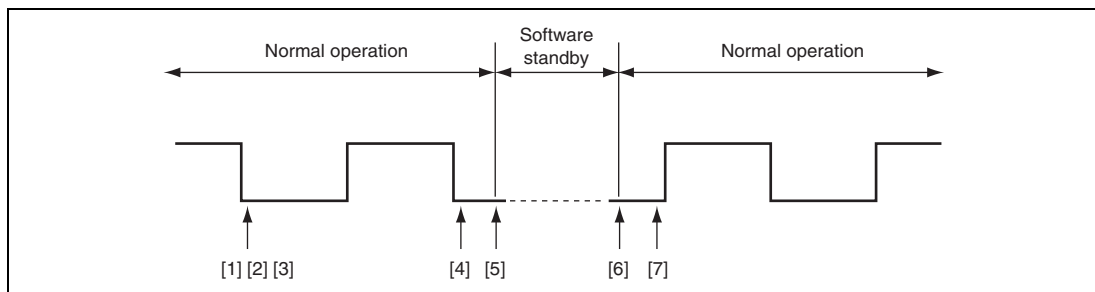 Normal operation
Software
standby
Normal operation
[1] [2] [3]
[4]
[5]
[6]
[7]